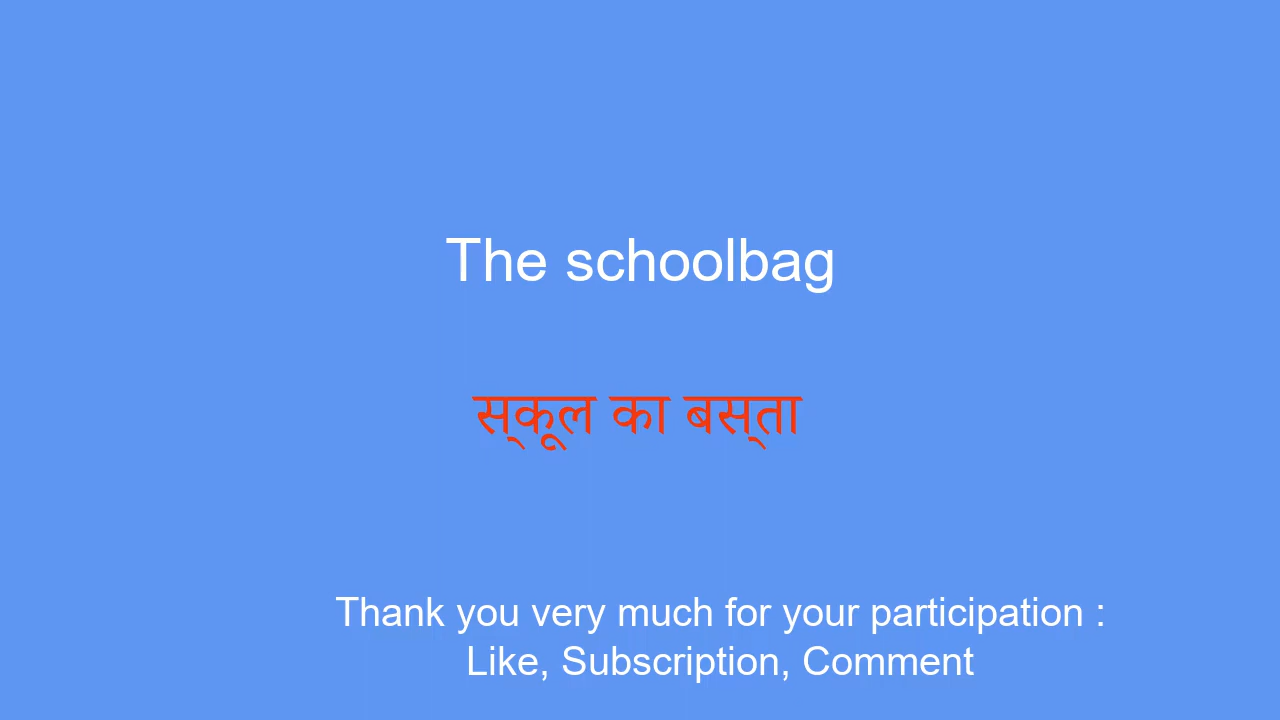 The schoolbag
स्कूल का बस्ता
Thank you very much for your participation :
Like, Subscription, Comment